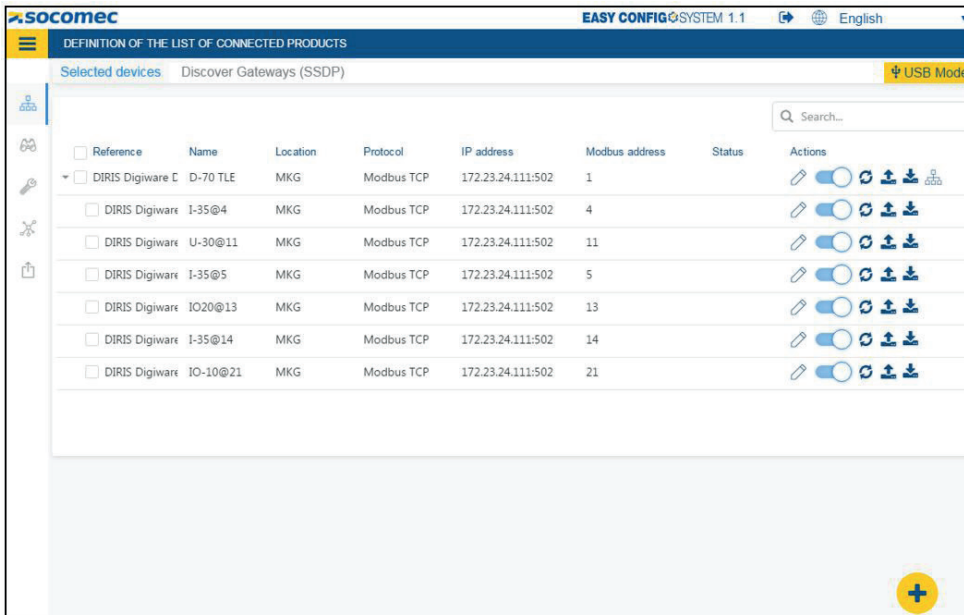 socomec EASY CONFIG SYSTEM 1.1 English
DEFINITION OF THE LIST OF CONNECTED PRODUCTS
Selected devices Discover Gateways (SSDP) USB Mode
Search...
Reference Name Location Protocol IP address Modbus address Status Actions
DIRIS Digiware D D-70 TLE MKG Modbus TCP 172.23.24.111:502 1
DIRIS Digiware I-35@4 MKG Modbus TCP 172.23.24.111:502 4
DIRIS Digiware U-30@11 MKG Modbus TCP 172.23.24.111:502 11
DIRIS Digiware I-35@5 MKG Modbus TCP 172.23.24.111:502 5
DIRIS Digiware IO20@13 MKG Modbus TCP 172.23.24.111:502 13
DIRIS Digiware I-35@14 MKG Modbus TCP 172.23.24.111:502 14
DIRIS Digiware IO-10@21 MKG Modbus TCP 172.23.24.111:502 21